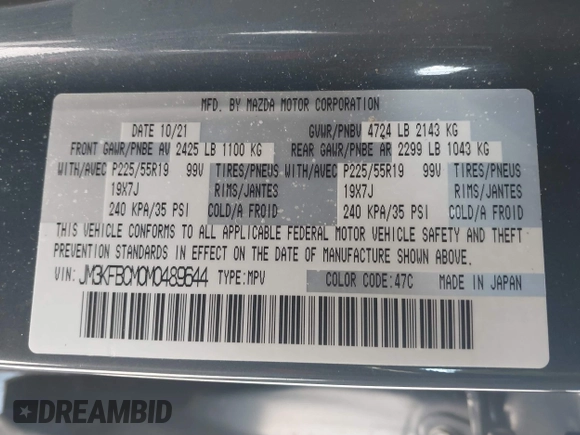 MFD. BY MAZDA MOTOR CORPORATION
DATE 10/21 GVWR/PNBV 4724 LB 2143 KG
FRONT GAWR/PNBE AV 2425 LB 1100 KG REAR GAWR/PNBE AR 2299 LB 1043 KG
WITH/AVEC P225/55R19 99V TIRES/PNEUS WITH/AVEC P225/55R19 99V TIRES/PNEUS
19X7J RIMS/JANTES 19X7J RIMS/JANTES
240 KPA/35 PSI COLD/A FROID 240 KPA/35 PSI COLD/A FROID
THIS VEHICLE CONFORMS TO ALL APPLICABLE FEDERAL MOTOR VEHICLE SAFETY AND THEFT
PREVENTION STANDARDS IN EFFECT ON THE DATE OF MANUFACTURE SHOWN ABOVE.
VIN: JM3KFBCM0M0489644 TYPE:MPV COLOR CODE:47C MADE IN JAPAN
DREAMBID